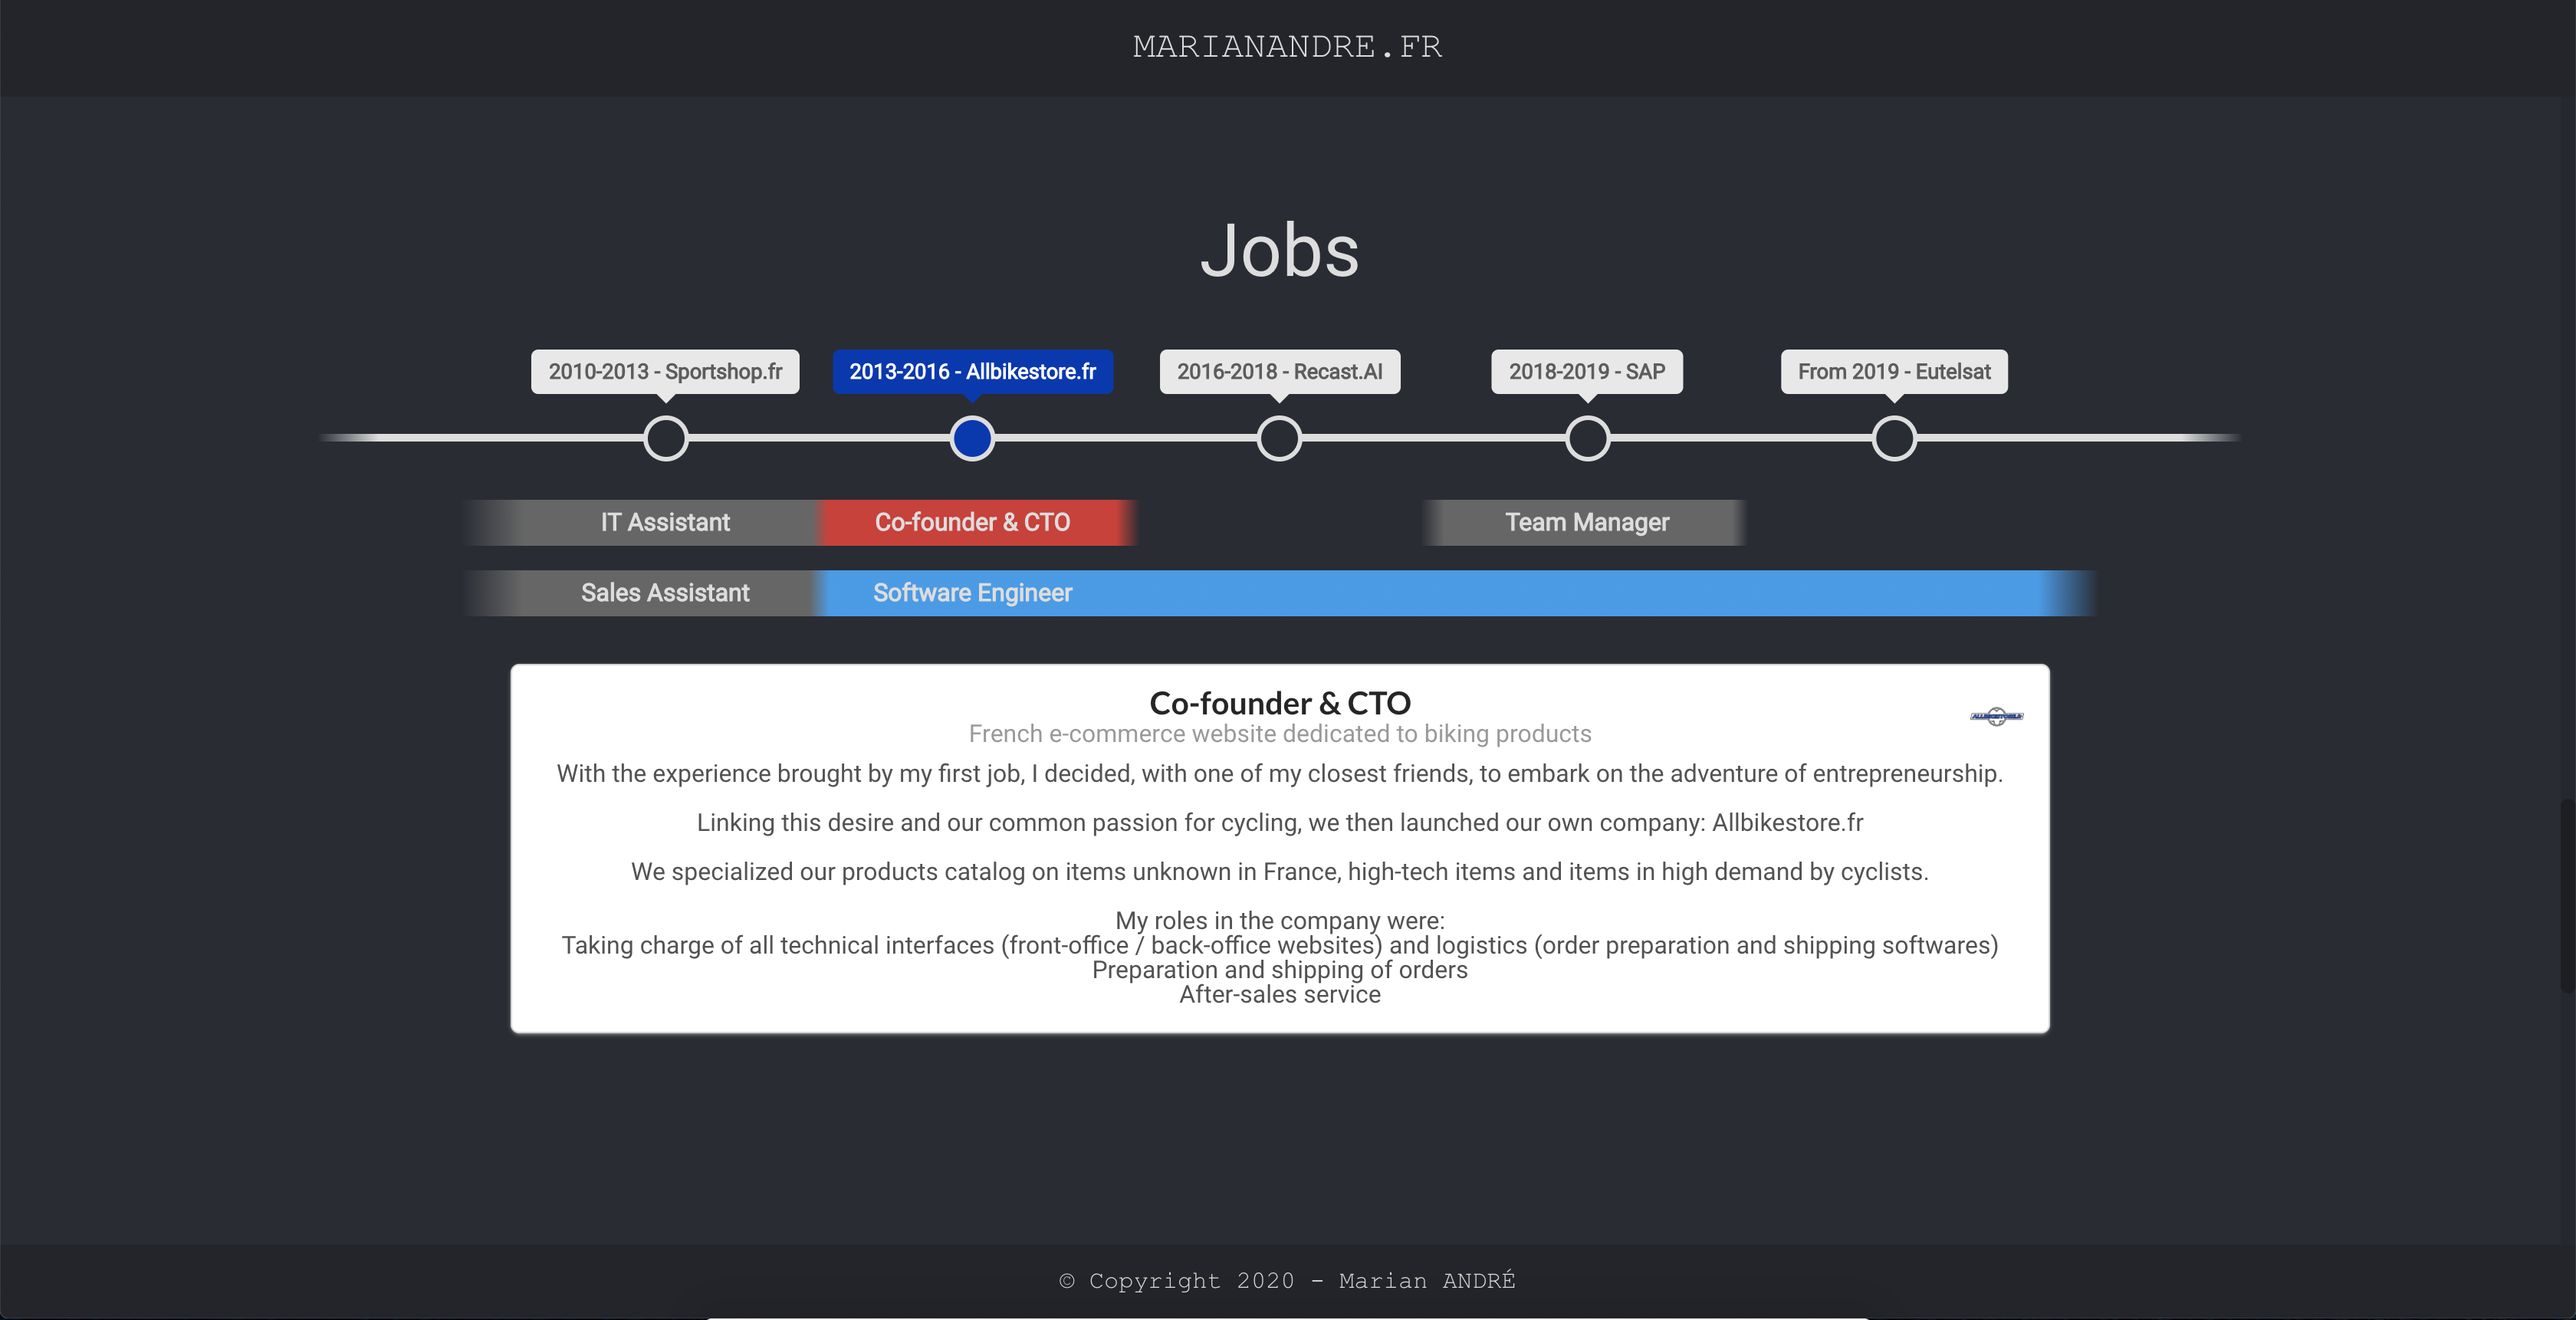 MARIANANDRE.FR
Jobs
2010-2013 - Sportshop.fr
2013-2016 - Allbikestore.fr
2016-2018 - Recast.AI
2018-2019 - SAP
From 2019 - Eutelsat
IT Assistant
Co-founder & CTO
Team Manager
Sales Assistant
Software Engineer
Co-founder & CTO
French e-commerce website dedicated to biking products
With the experience brought by my first job, I decided, with one of my closest friends, to embark on the adventure of entrepreneurship.
Linking this desire and our common passion for cycling, we then launched our own company: Allbikestore.fr
We specialized our products catalog on items unknown in France, high-tech items and items in high demand by cyclists.
My roles in the company were:
Taking charge of all technical interfaces (front-office / back-office websites) and logistics (order preparation and shipping softwares)
Preparation and shipping of orders
After-sales service
© Copyright 2020 - Marian ANDRÉ